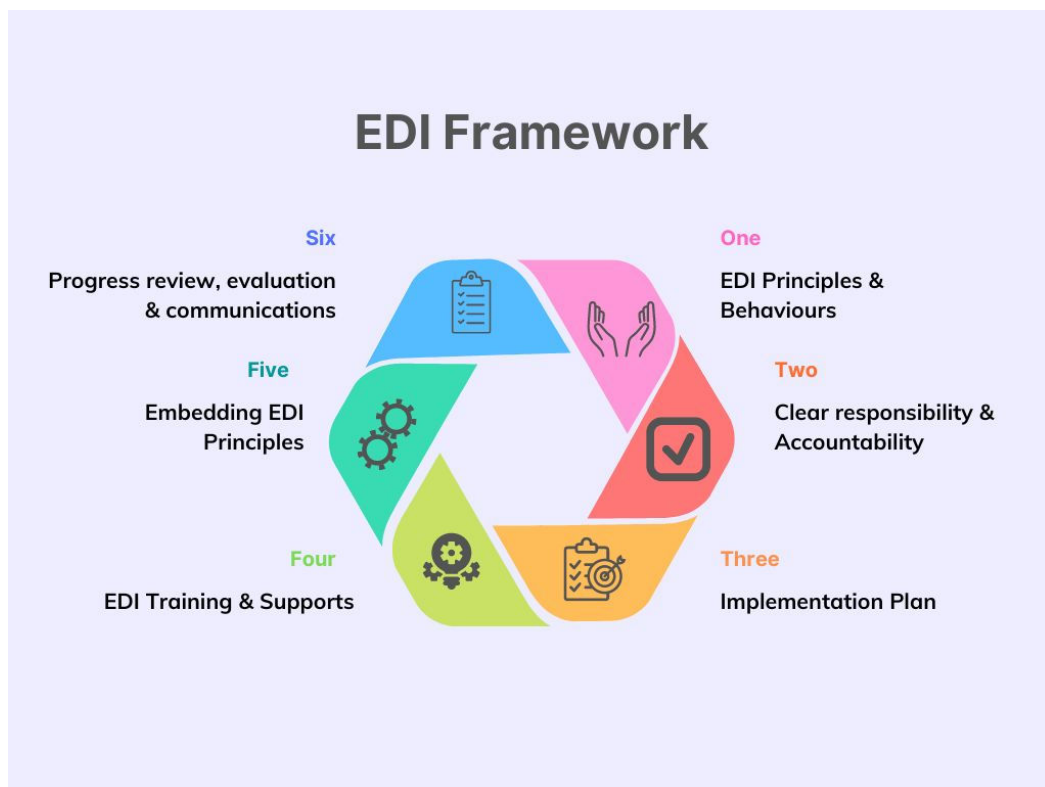 EDI Framework
One
EDI Principles &
Behaviours
Two
Clear responsibility &
Accountability
Three
Implementation Plan
Four
EDI Training & Supports
Five
Embedding EDI
Principles
Six
Progress review, evaluation
& communications